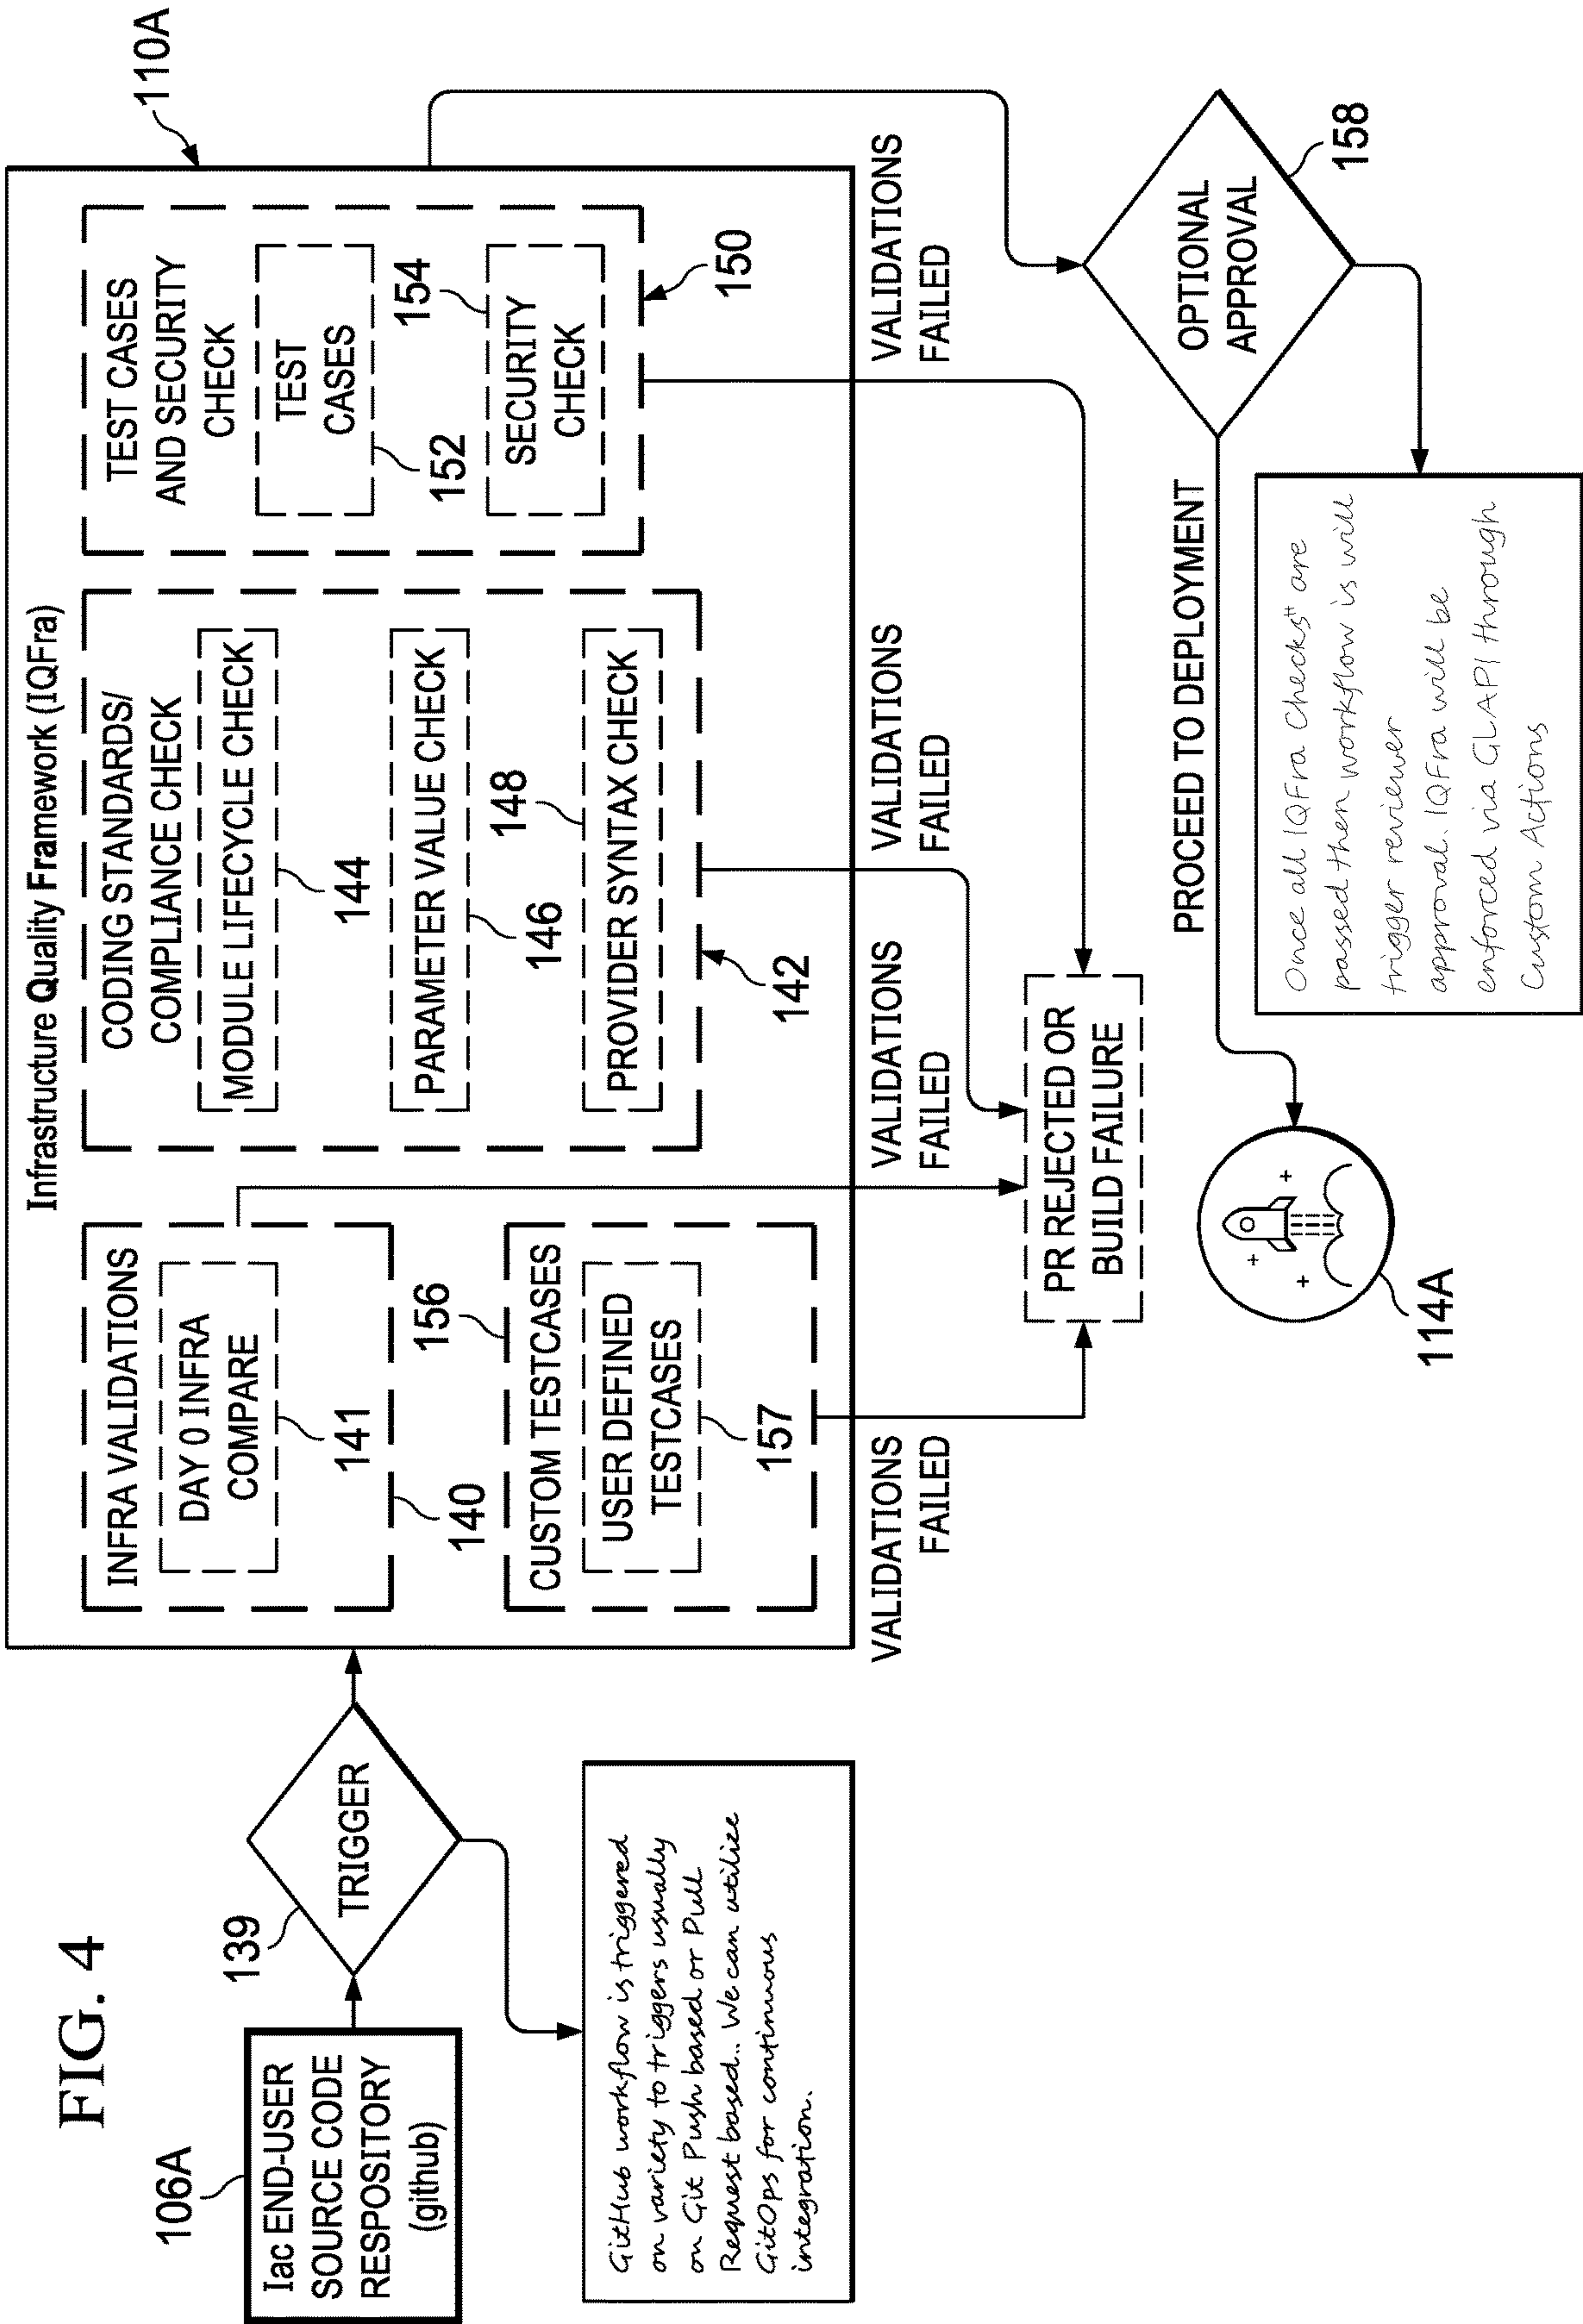 FIG. 4
106A
Iac END-USER
SOURCE CODE
RESPOSITORY
(github)
139
TRIGGER
GitHub workflow is triggered
on variety to triggers usually
on Git Push based or Pull
Request based.. We can utilize
GitOps for continuous
integration.
Infrastructure Quality Framework (IQFra)
110A
INFRA VALIDATIONS
DAY 0 INFRA
COMPARE
141
140
156
CUSTOM TESTCASES
USER DEFINED
TESTCASES
157
CODING STANDARDS/
COMPLIANCE CHECK
MODULE LIFECYCLE CHECK
144
PARAMETER VALUE CHECK
146
148
PROVIDER SYNTAX CHECK
142
TEST CASES
AND SECURITY
CHECK
TEST
CASES
152
154
SECURITY
CHECK
150
VALIDATIONS
FAILED
VALIDATIONS
FAILED
VALIDATIONS
FAILED
VALIDATIONS
FAILED
PR REJECTED OR
BUILD FAILURE
OPTIONAL
APPROVAL
158
PROCEED TO DEPLOYMENT
114A
Once all IQFra Checks" are
passed then workflow is will
trigger reviewer
approval. IQFra will be
enforced via GLAPI through
Custom Actions